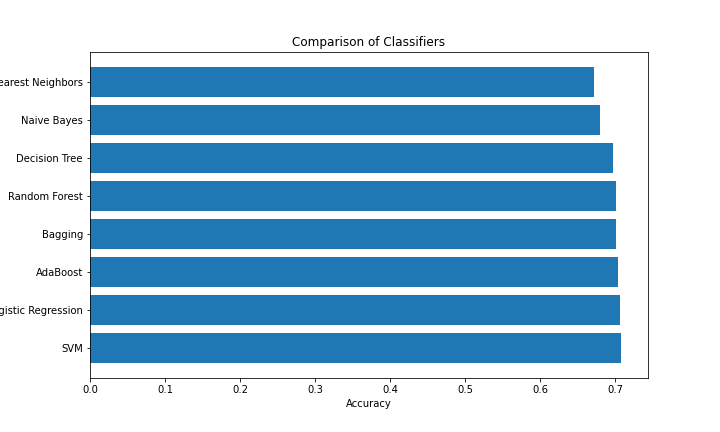 Comparison of Classifiers
earest Neighbors
Naive Bayes
Decision Tree
Random Forest
Bagging
AdaBoost
gistic Regression
SVM
0.0 0.1 0.2 0.3 0.4 0.5 0.6 0.7
Accuracy